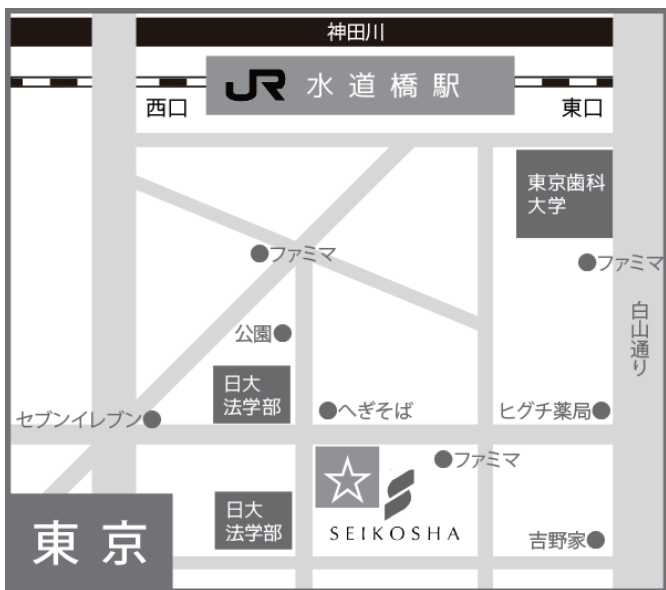 神田川
JR 水道橋駅
西口
東口
東京歯科
大学
ファミマ
ファミマ
白山通り
公園
日大
法学部
へぎそば
ヒグチ薬局
セブンイレブン
ファミマ
日大
法学部
SEIKOSHA
吉野家
東京